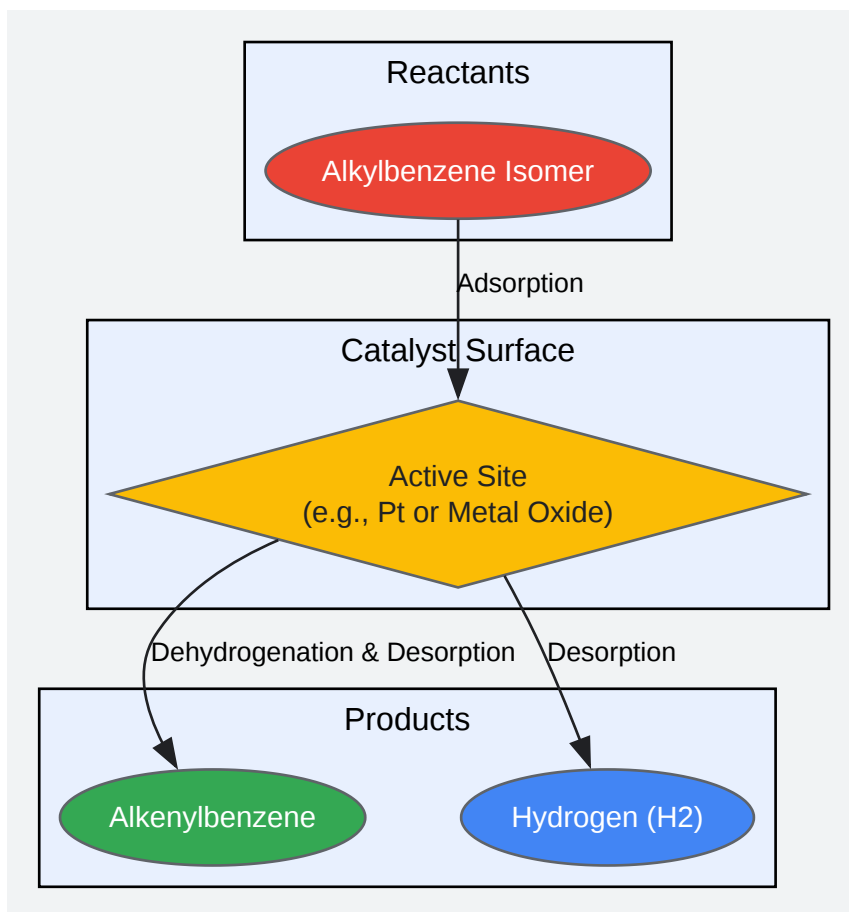 Reactants
Alkylbenzene Isomer
Adsorption
Catalyst Surface
Active Site
(e.g., Pt or Metal Oxide)
Dehydrogenation & Desorption
Desorption
Products
Alkenylbenzene
Hydrogen (H2)